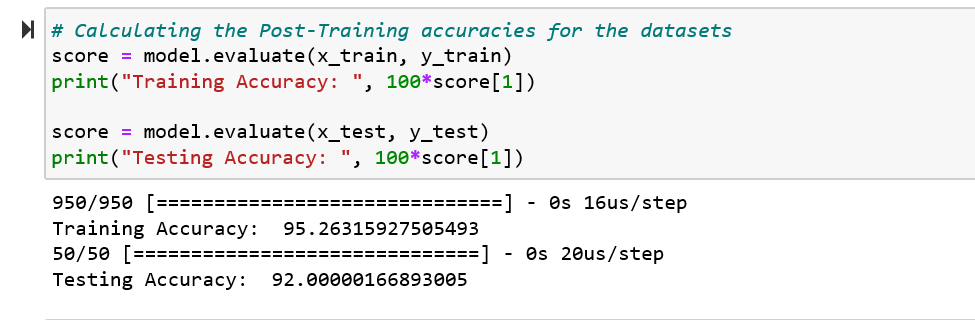 # Calculating the Post-Training accuracies for the datasets
score = model.evaluate(x_train, y_train)
print("Training Accuracy: ", 100*score[1])
score = model.evaluate(x_test, y_test)
print("Testing Accuracy: ", 100*score[1])
950/950 [==============================] - 0s 16us/step
Training Accuracy:  95.26315927505493
50/50 [==============================] - 0s 20us/step
Testing Accuracy:  92.00000166893005